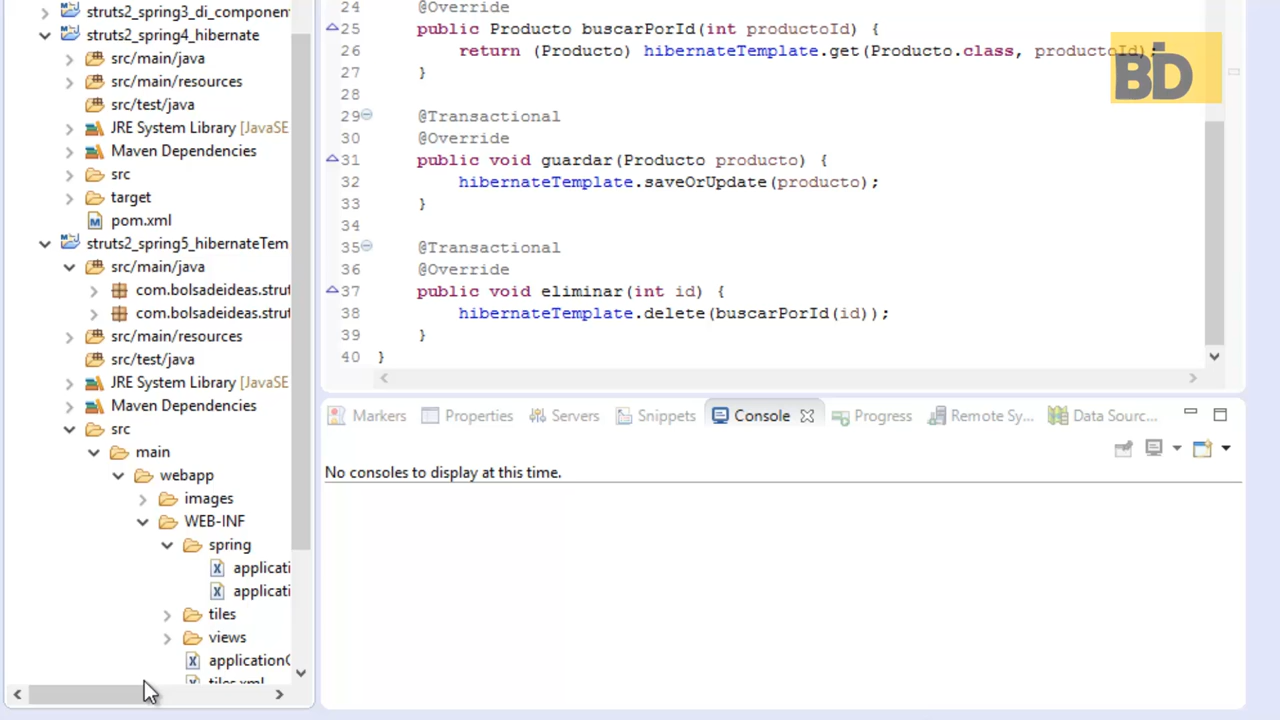 struts2_spring3_di_component
struts2_spring4_hibernate
src/main/java
src/main/resources
src/test/java
JRE System Library [JavaSE
Maven Dependencies
src
target
pom.xml
struts2_spring5_hibernateTem
src/main/java
com.bolsadeideas.strut
com.bolsadeideas.strut
src/main/resources
src/test/java
JRE System Library [JavaSE
Maven Dependencies
src
main
webapp
images
WEB-INF
spring
applicati
applicati
tiles
views
applicationC
tiles.xml
24 @Override
25 public Producto buscarPorId(int productoId) {
26 return (Producto) hibernateTemplate.get(Producto.class, productoId);
27 }
28
29 @Transactional
30 @Override
31 public void guardar(Producto producto) {
32 hibernateTemplate.saveOrUpdate(producto);
33 }
34
35 @Transactional
36 @Override
37 public void eliminar(int id) {
38 hibernateTemplate.delete(buscarPorId(id));
39 }
40 }
BD
Markers Properties Servers Snippets Console Progress Remote Sy... Data Sourc...
No consoles to display at this time.